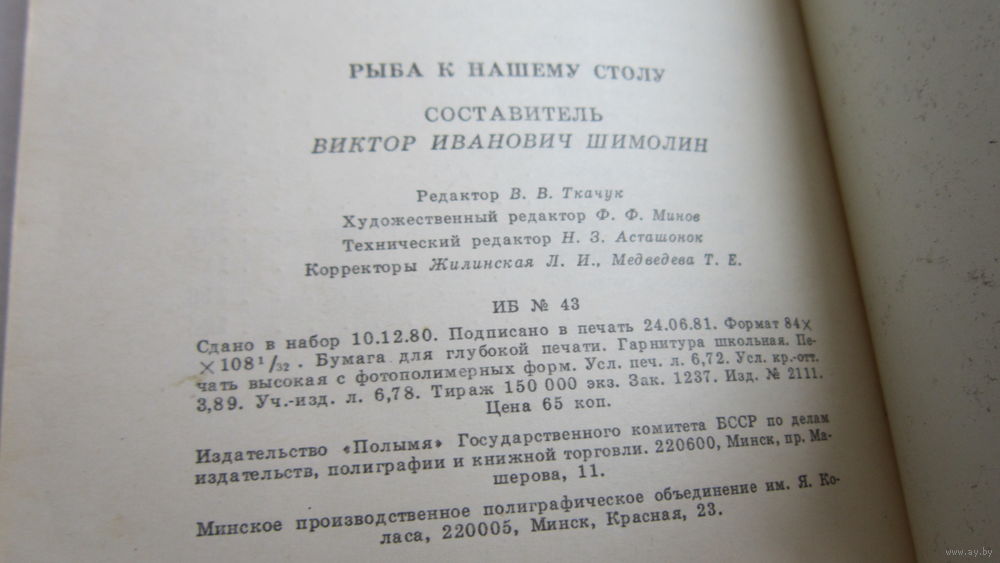 РЫБА К НАШЕМУ СТОЛУ
СОСТАВИТЕЛЬ
ВИКТОР ИВАНОВИЧ ШИМОЛИН
Редактор В. В. Ткачук
Художественный редактор Ф. Ф. Минов
Технический редактор Н. З. Асташонок
Корректоры Жилинская Л. И., Медведева Т. Е.
ИБ № 43
Сдано в набор 10.12.80. Подписано в печать 24.06.81. Формат 84×
×108¹/₃₂. Бумага для глубокой печати. Гарнитура школьная. Пе-
чать высокая с фотополимерных форм. Усл. печ. л. 6,72. Усл. кр.-отт.
3,89. Уч.-изд. л. 6,78. Тираж 150 000 экз. Зак. 1237. Изд. № 2111.
Цена 65 коп.
Издательство «Полымя» Государственного комитета БССР по делам
издательств, полиграфии и книжной торговли. 220600, Минск, пр. Ма-
шерова, 11.
Минское производственное полиграфическое объединение им. Я. Ко-
ласа, 220005, Минск, Красная, 23.
www.ay.by